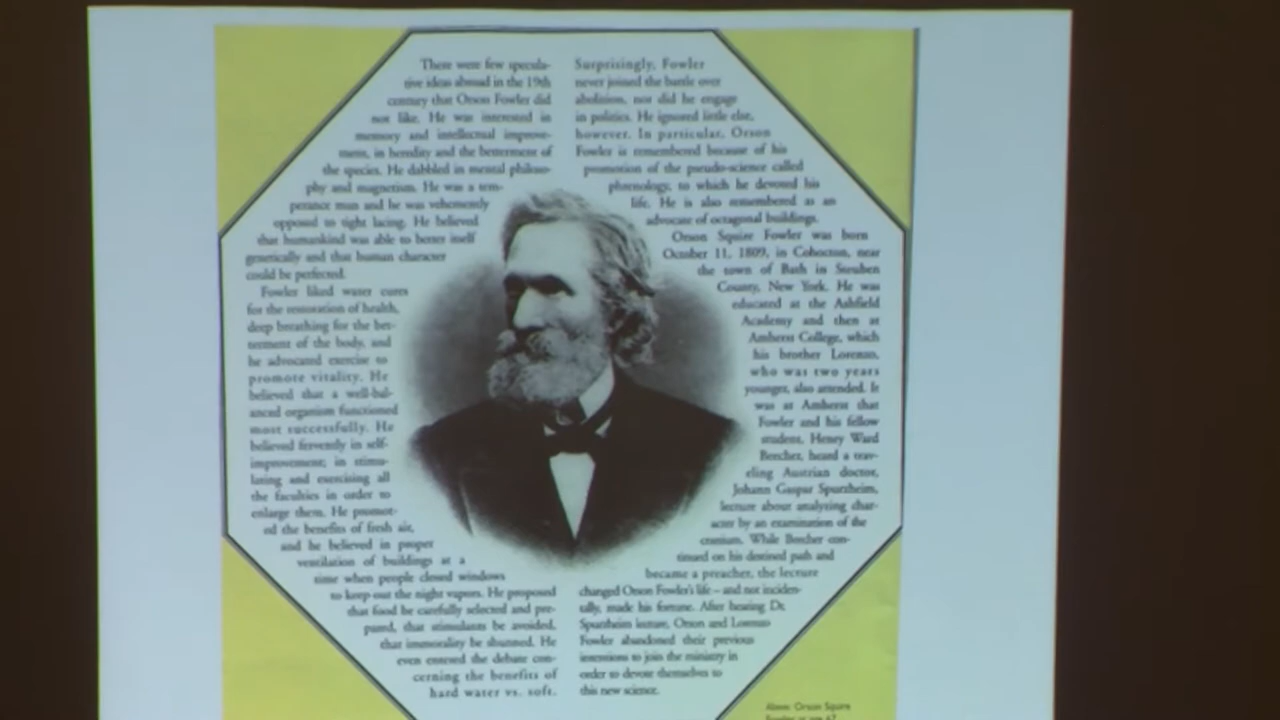 There were few specula-
tive ideas abroad in the 19th
century that Orson Fowler did
not like. He was interested in
memory and intellectual improve-
ment, in heredity and the betterment of
the species. He dabbled in mental philoso-
phy and magnetism. He was a tem-
perance man and he was vehemently
opposed to tight lacing. He believed
that humankind was able to better itself
genetically and that human character
could be perfected.
Fowler liked water cures
for the restoration of health,
deep breathing for the bet-
terment of the body, and
he advocated exercise to
promote vitality. He
believed that a well-bal-
anced organism functioned
most successfully. He
believed fervently in self-
improvement; in stimu-
lating and exercising all
the faculties in order to
enlarge them. He promot-
ed the benefits of fresh air,
and he believed in proper
ventilation of buildings at a
time when people closed windows
to keep out the night vapors. He proposed
that food be carefully selected and pre-
pared, that stimulants be avoided,
that immorality be shunned. He
even entered the debate con-
cerning the benefits of
hard water vs. soft.
Surprisingly, Fowler
never joined the battle over
abolition, nor did he engage
in politics. He ignored little else,
however. In particular, Orson
Fowler is remembered because of his
promotion of the pseudo-science called
phrenology, to which he devoted his
life. He is also remembered as an
advocate of octagonal buildings.
Orson Squire Fowler was born
October 11, 1809, in Cohocton, near
the town of Bath in Steuben
County, New York. He was
educated at the Ashfield
Academy and then at
Amherst College, which
his brother Lorenzo,
who was two years
younger, also attended. It
was at Amherst that
Fowler and his fellow
student, Henry Ward
Beecher, heard a trav-
eling Austrian doctor,
Johann Gaspar Spurzheim,
lecture about analyzing char-
acter by an examination of the
cranium. While Beecher con-
tinued on his destined path and
became a preacher, the lecture
changed Orson Fowler's life – and not inciden-
tally, made his fortune. After hearing Dr.
Spurzheim lecture, Orson and Lorenzo
Fowler abandoned their previous
intentions to join the ministry in
order to devote themselves to
this new science.
Above: Orson Squire